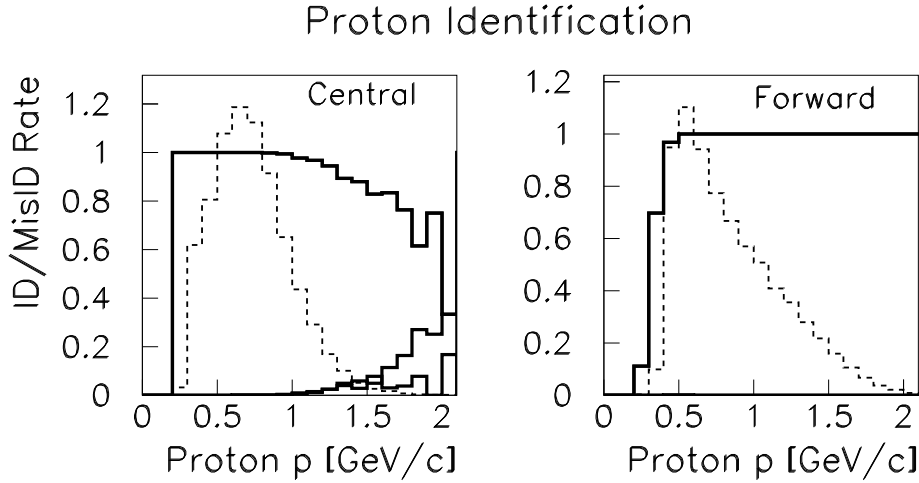 Proton Identification
ID/MisID Rate
Central
1.2
1
0.8
0.6
0.4
0.2
0
0 0.5 1 1.5 2
Proton p [GeV/c]
Forward
1.2
1
0.8
0.6
0.4
0.2
0
0 0.5 1 1.5 2
Proton p [GeV/c]